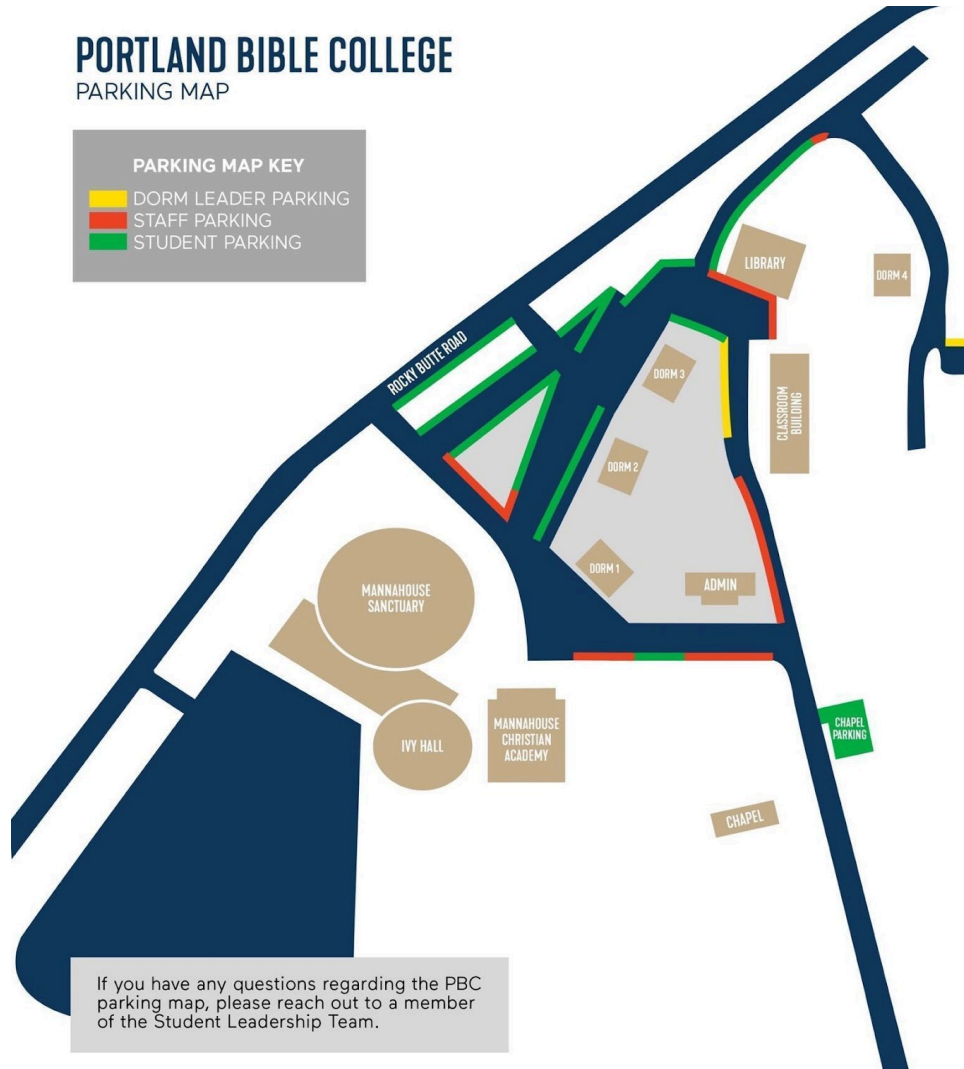 PORTLAND BIBLE COLLEGE
PARKING MAP
PARKING MAP KEY
DORM LEADER PARKING
STAFF PARKING
STUDENT PARKING
LIBRARY
DORM 4
ROCKY BUTTE ROAD
DORM 3
CLASSROOM
BUILDING
DORM 2
DORM 1
ADMIN
MANNAHOUSE
SANCTUARY
IVY HALL
MANNAHOUSE
CHRISTIAN
ACADEMY
CHAPEL
PARKING
CHAPEL
If you have any questions regarding the PBC
parking map, please reach out to a member
of the Student Leadership Team.